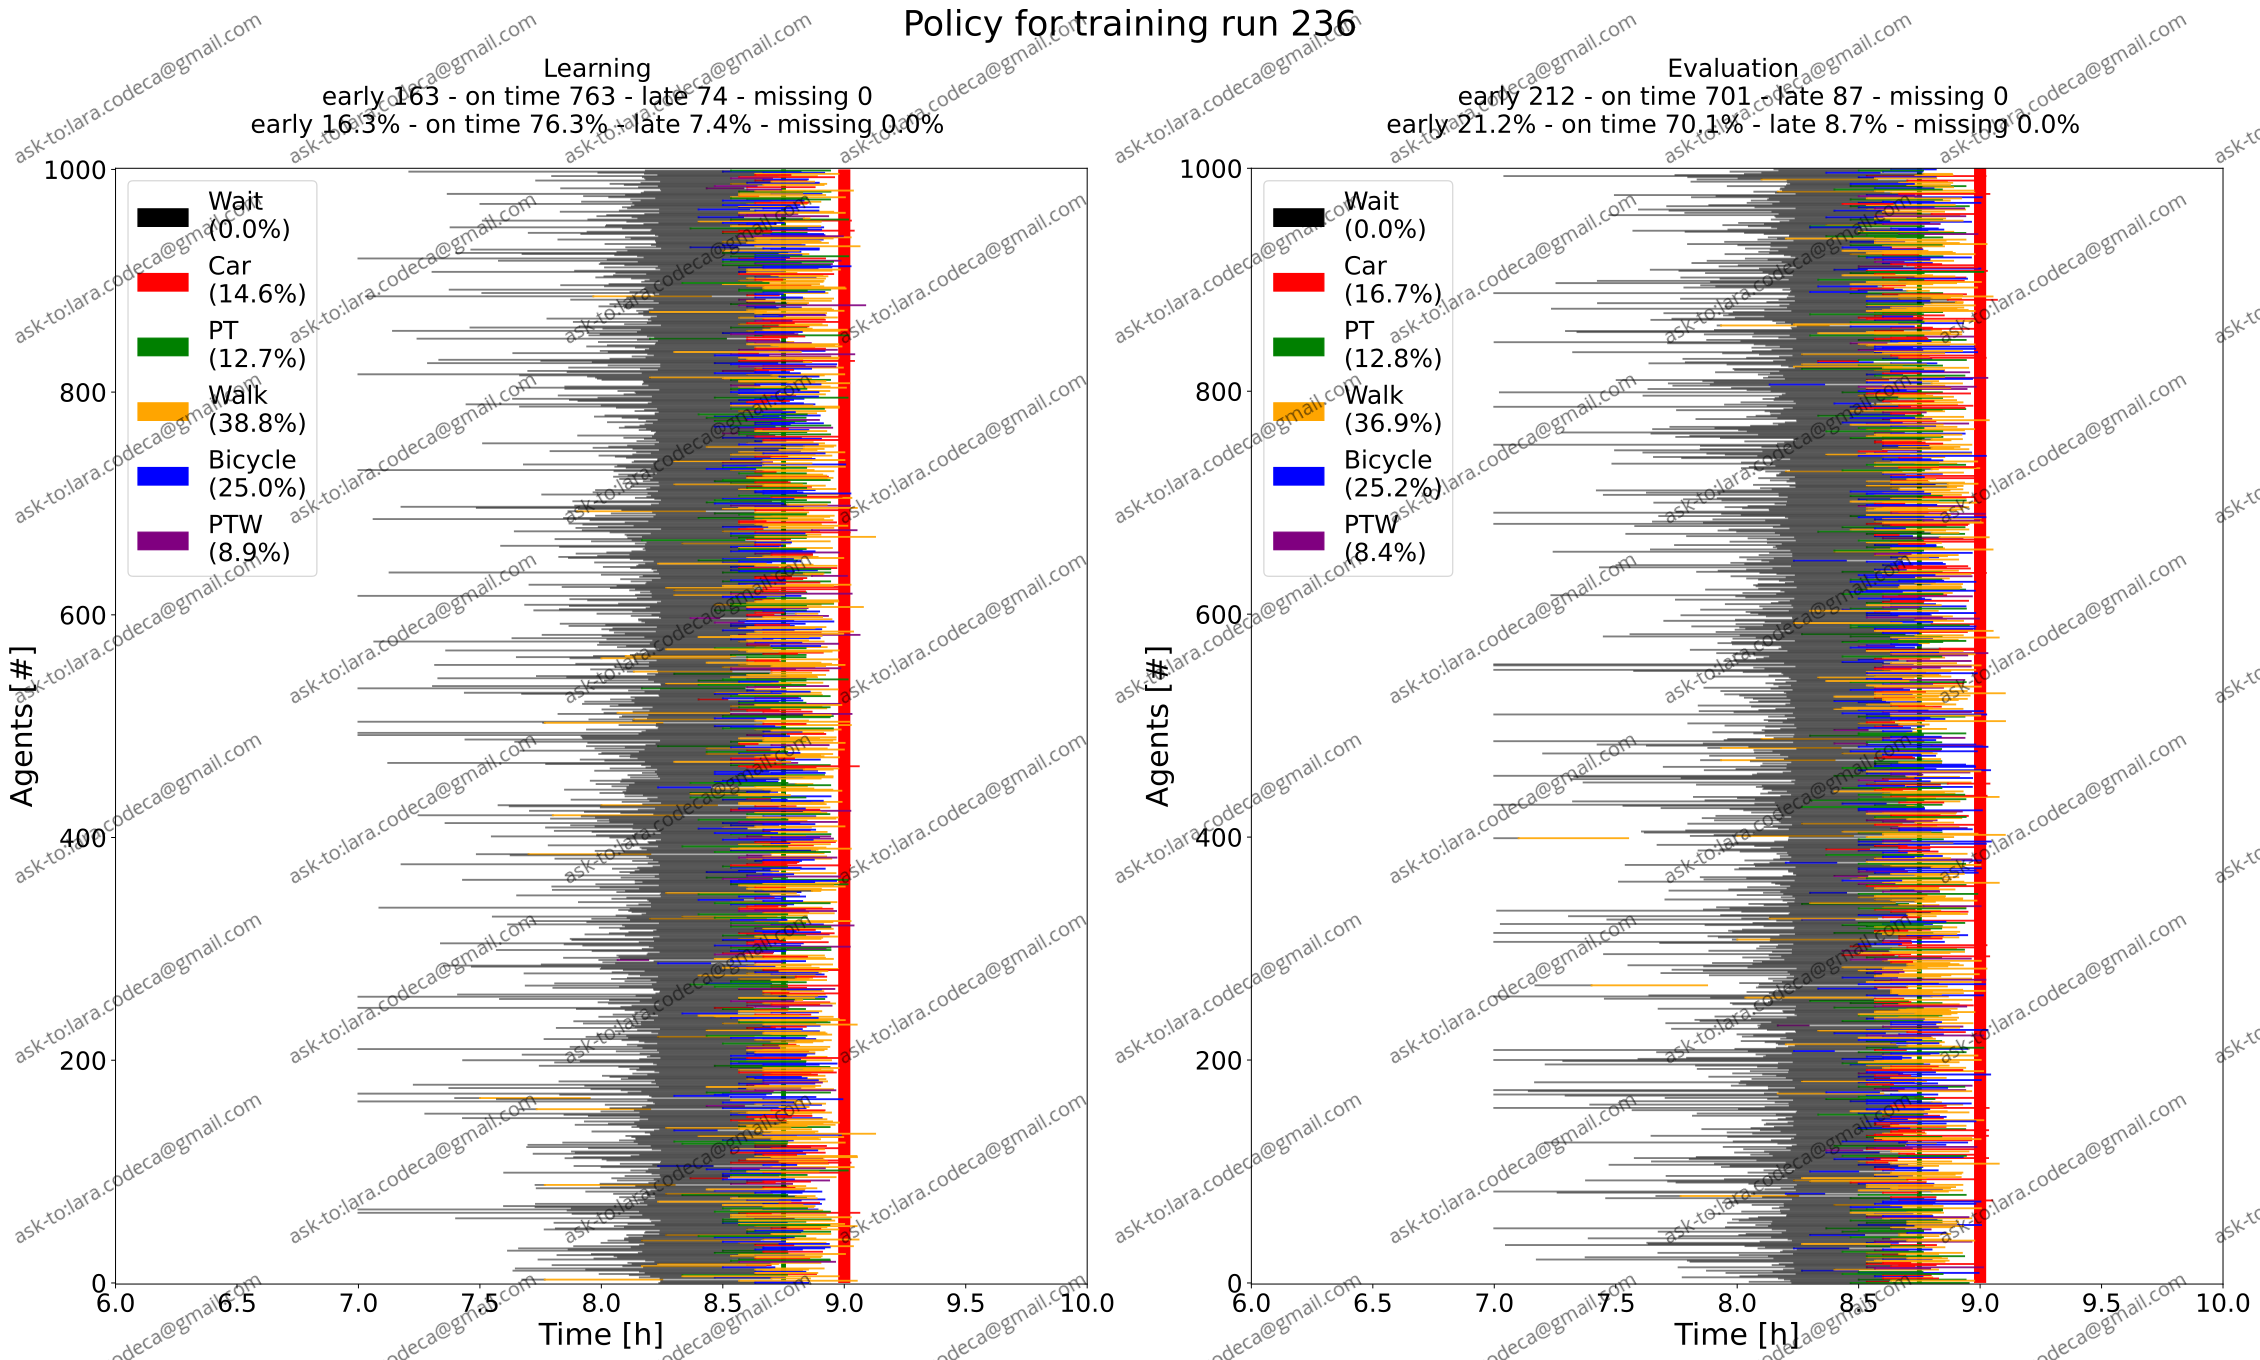 Policy for training run 236
Learning
early 163 - on time 763 - late 74 - missing 0
early 16.3% - on time 76.3% - late 7.4% - missing 0.0%
1000
800
600
400
200
0
Agents [#]
Wait
(0.0%)
Car
(14.6%)
PT
(12.7%)
Walk
(38.8%)
Bicycle
(25.0%)
PTW
(8.9%)
6.0 6.5 7.0 7.5 8.0 8.5 9.0 9.5 10.0
Time [h]
Evaluation
early 212 - on time 701 - late 87 - missing 0
early 21.2% - on time 70.1% - late 8.7% - missing 0.0%
1000
800
600
400
200
0
Agents [#]
Wait
(0.0%)
Car
(16.7%)
PT
(12.8%)
Walk
(36.9%)
Bicycle
(25.2%)
PTW
(8.4%)
6.0 6.5 7.0 7.5 8.0 8.5 9.0 9.5 10.0
Time [h]
ask-to:lara.codeca@gmail.com